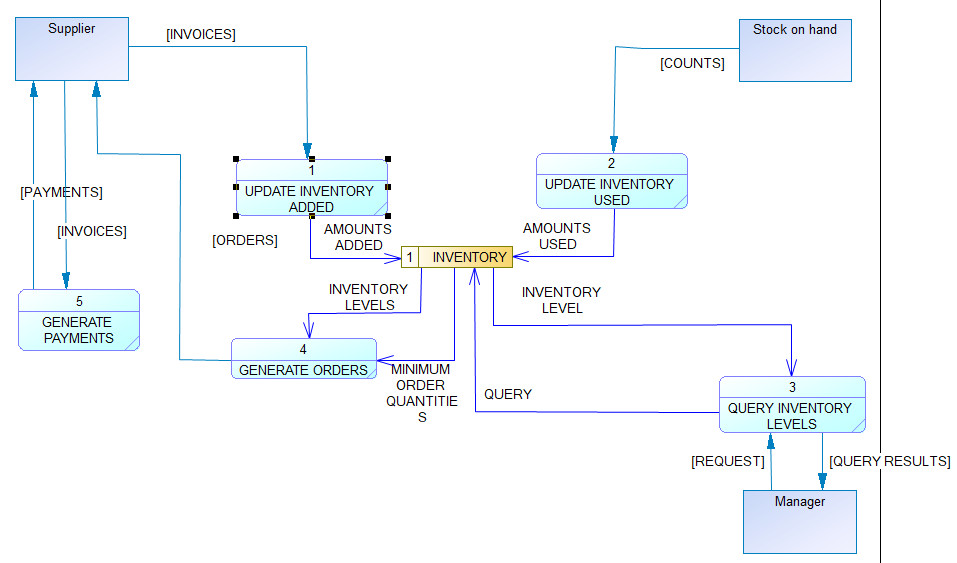 Supplier
[INVOICES]
Stock on hand
[COUNTS]
1
UPDATE INVENTORY
ADDED
2
UPDATE INVENTORY
USED
[PAYMENTS]
[INVOICES]
[ORDERS]
AMOUNTS
ADDED
AMOUNTS
USED
1 INVENTORY
INVENTORY
LEVELS
INVENTORY
LEVEL
5
GENERATE
PAYMENTS
4
GENERATE ORDERS
MINIMUM
ORDER
QUANTITIE
S
QUERY
3
QUERY INVENTORY
LEVELS
[REQUEST]
[QUERY RESULTS]
Manager